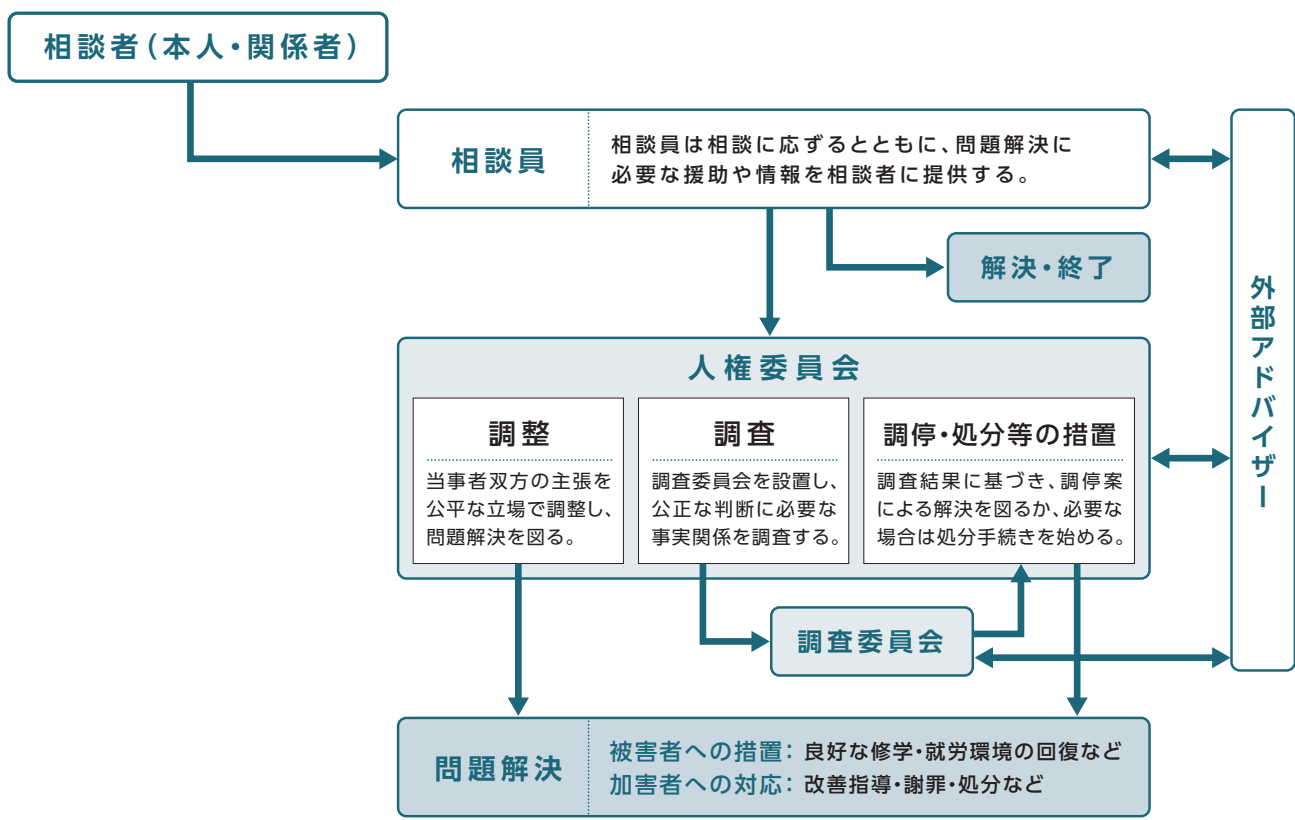 相談者（本人・関係者）
相談員
相談員は相談に応ずるとともに、問題解決に
必要な援助や情報を相談者に提供する。
解決・終了
外部アドバイザー
人権委員会
調整
当事者双方の主張を
公平な立場で調整し、
問題解決を図る。
調査
調査委員会を設置し、
公正な判断に必要な
事実関係を調査する。
調停・処分等の措置
調査結果に基づき、調停案
による解決を図るか、必要な
場合は処分手続きを始める。
調査委員会
問題解決
被害者への措置：良好な修学・就労環境の回復など
加害者への対応：改善指導・謝罪・処分など